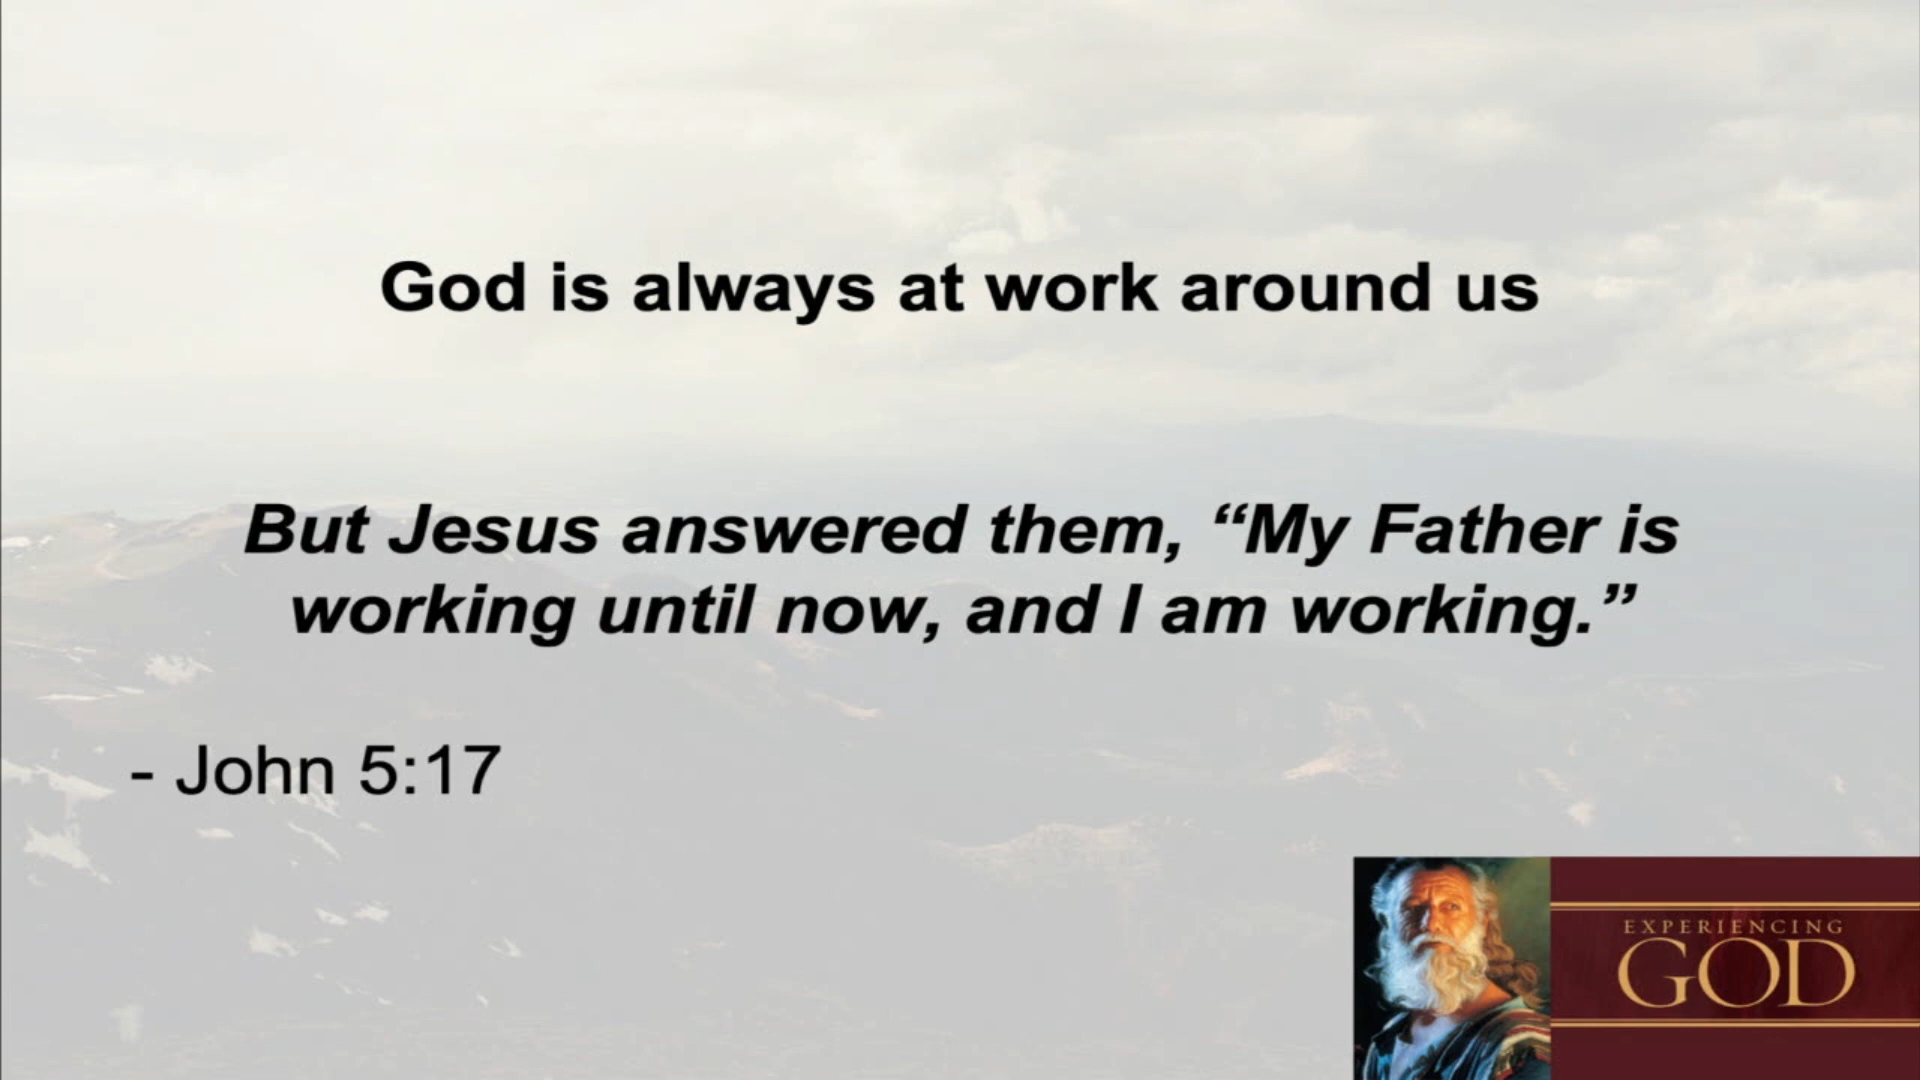 God is always at work around us
But Jesus answered them, “My Father is
working until now, and I am working.”
- John 5:17
EXPERIENCING
GOD